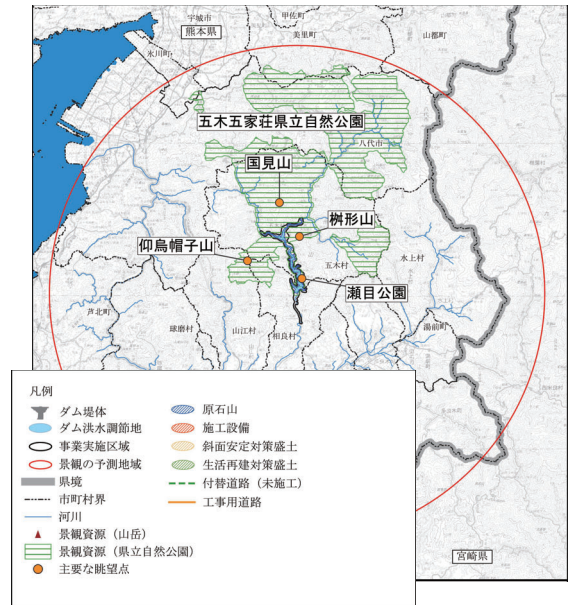 宇城市
甲佐町
熊本県
美里町
山都町
氷川町
五木五家荘県立自然公園
八代市
国見山
桝形山
仰烏帽子山
水上村
五木村
瀬目公園
芦北町
湯前町
球磨村
山江村
相良村
凡例
ダム堤体
ダム洪水調節地
事業実施区域
景観の予測地域
県境
市町村界
河川
景観資源（山岳）
景観資源（県立自然公園）
主要な眺望点
原石山
施工設備
斜面安定対策盛土
生活再建対策盛土
付替道路（未施工）
工事用道路
宮崎県